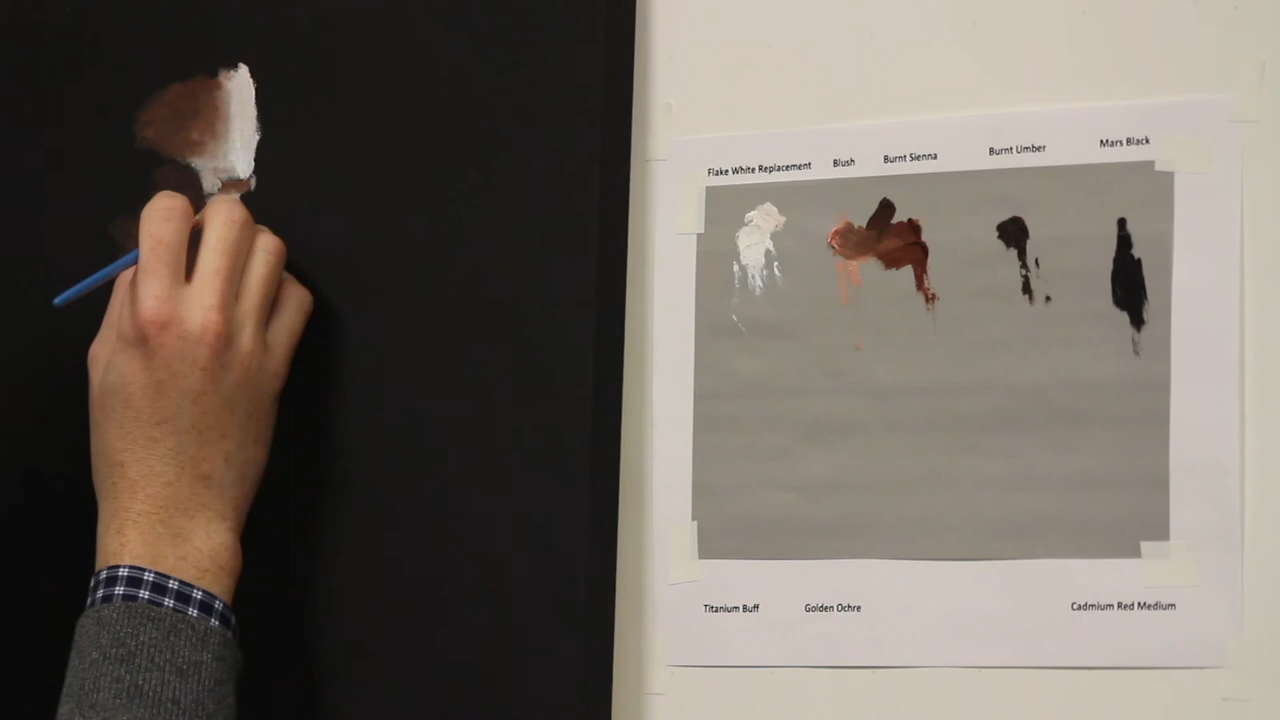 Flake White Replacement
Blush
Burnt Sienna
Burnt Umber
Mars Black
Titanium Buff
Golden Ochre
Cadmium Red Medium